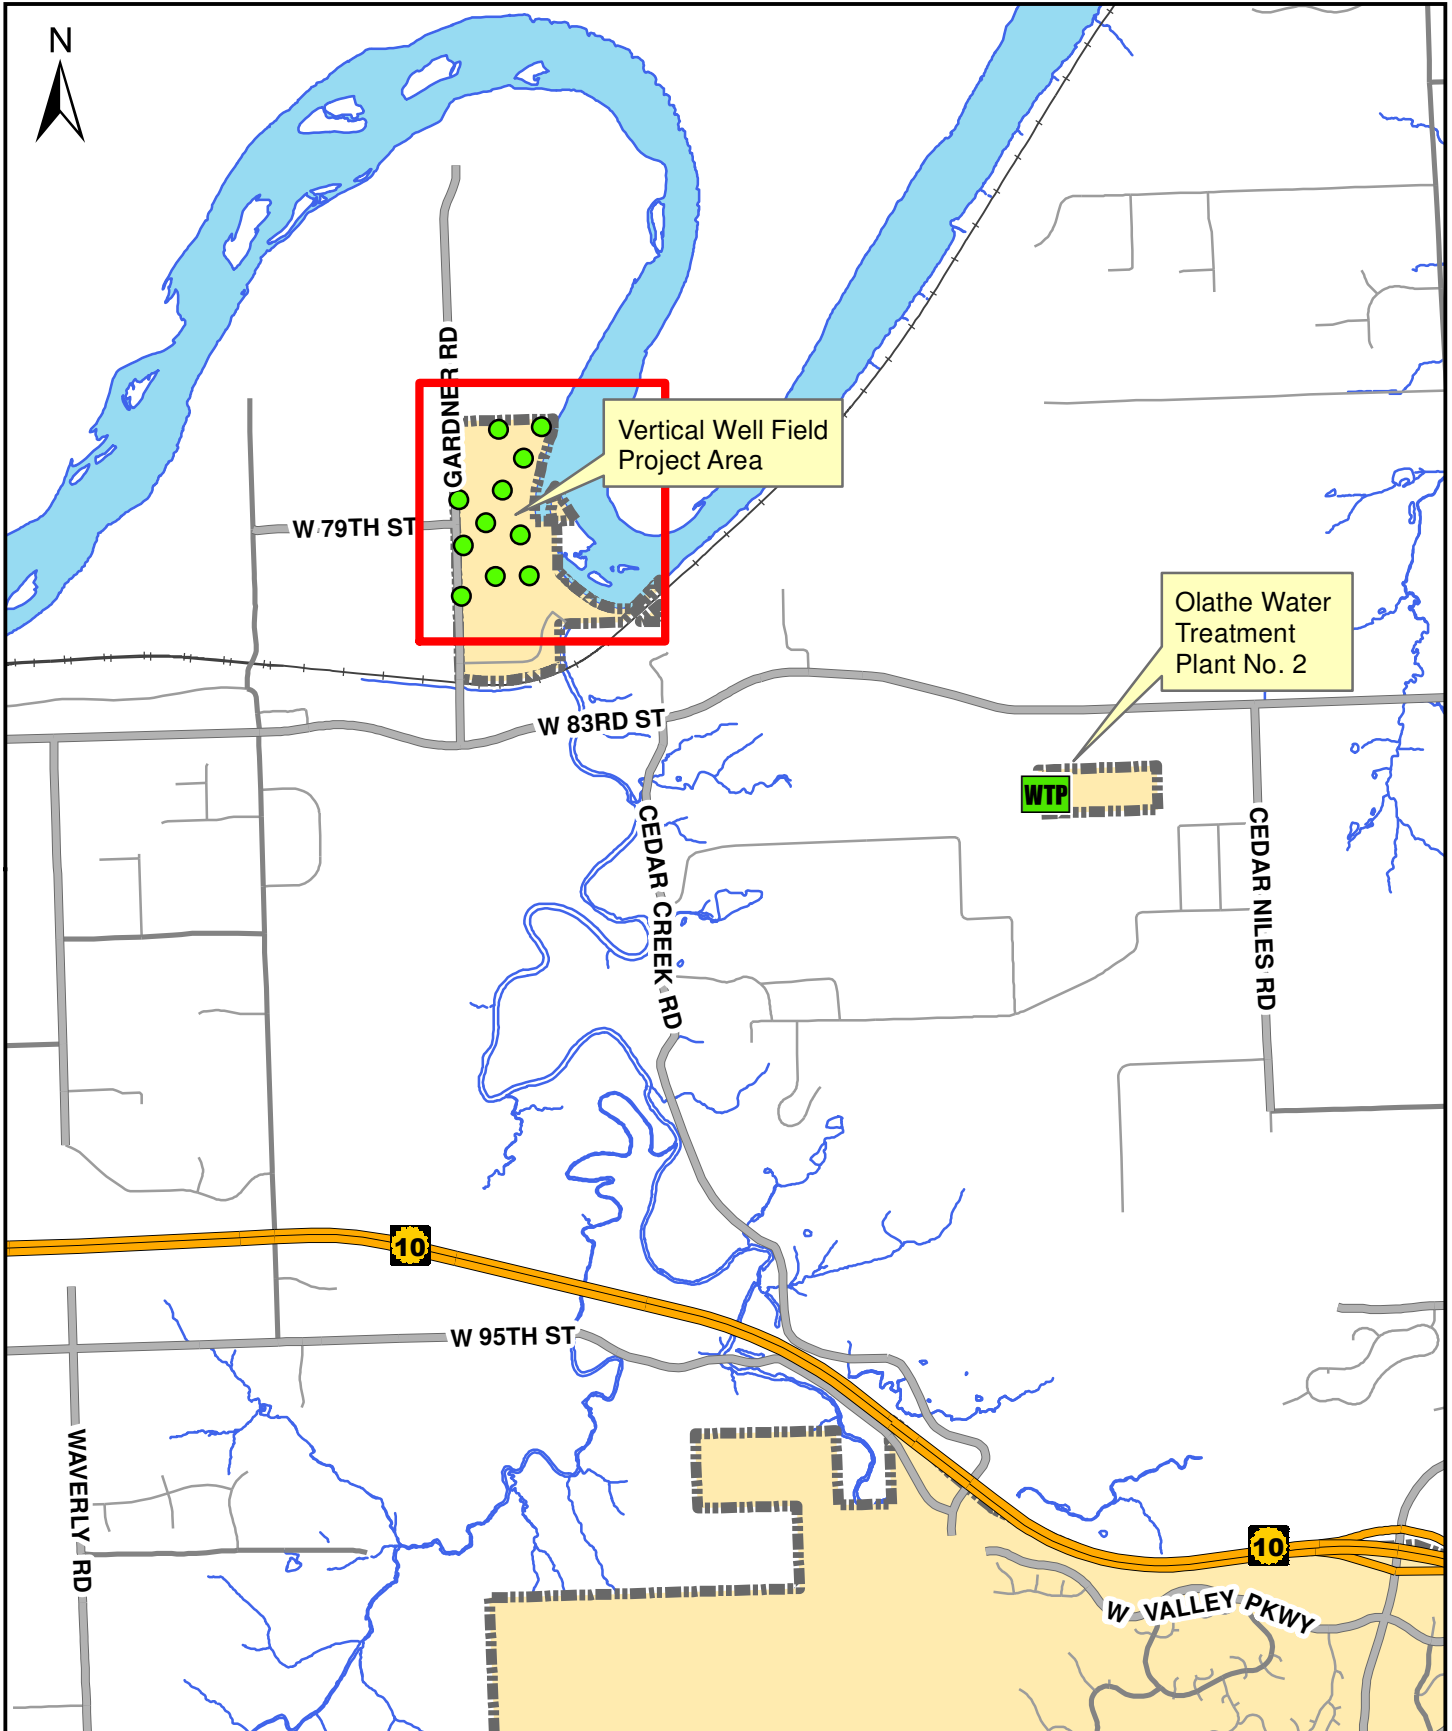 N
GARDNER RD
Vertical Well Field
Project Area
W 79TH ST
Olathe Water
Treatment
Plant No. 2
W 83RD ST
WTP
CEDAR CREEK RD
CEDAR NILES RD
10
W 95TH ST
WAVERLY RD
10
W VALLEY PKWY